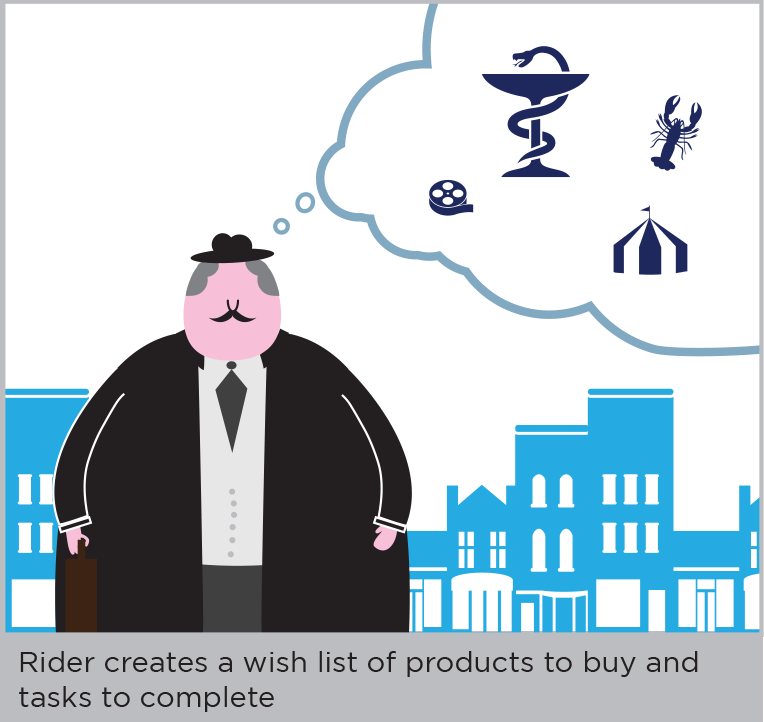 Rider creates a wish list of products to buy and
tasks to complete